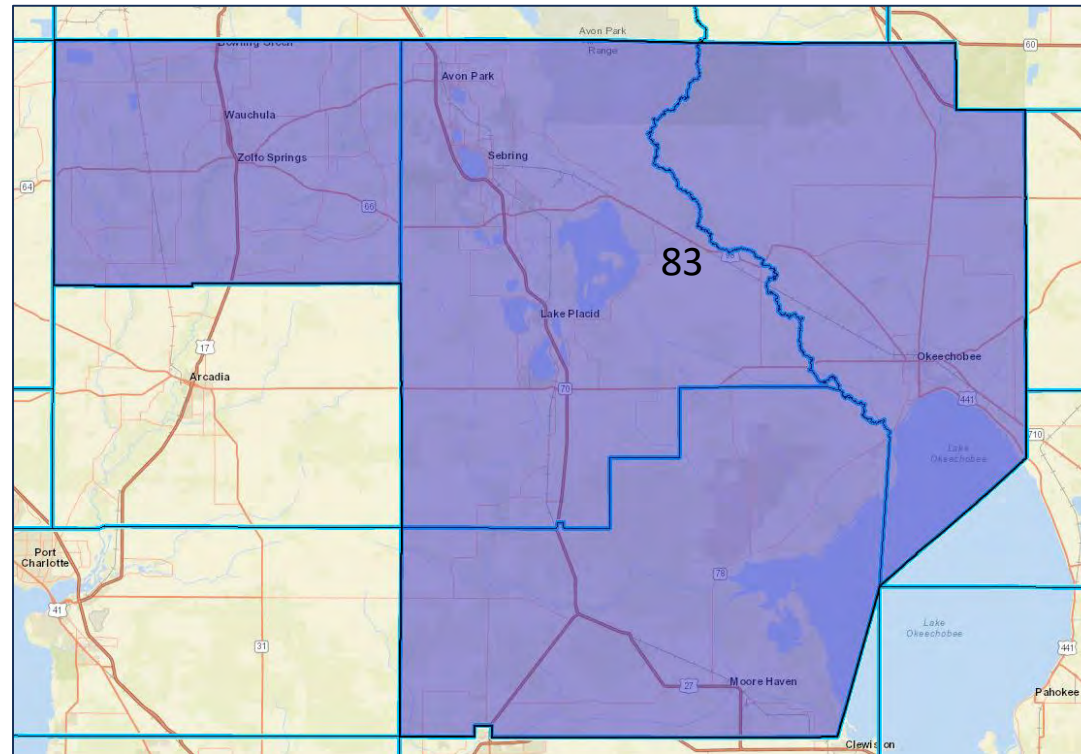 Avon Park
Range
60
Bowling Green
Avon Park
Wauchula
Zolfo Springs
Sebring
64
66
83
98
Lake Placid
17
Okeechobee
Arcadia
70
441
710
Lake
Okeechobee
Port
Charlotte
78
41
31
Lake
Okeechobee
441
27
Moore Haven
Pahokee
Clewiston